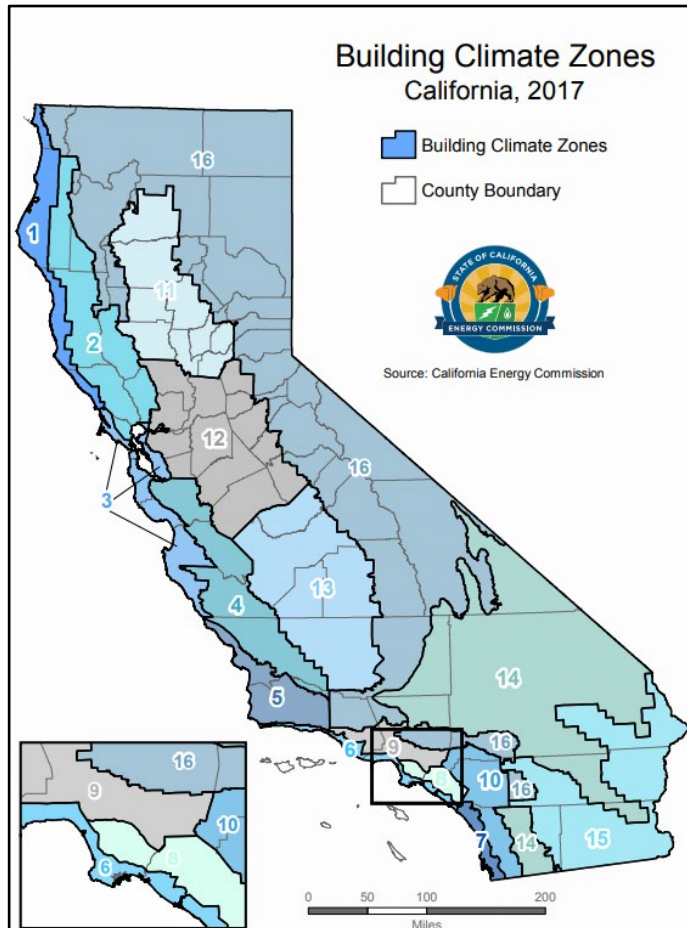 Building Climate Zones
California, 2017
Building Climate Zones
County Boundary
STATE OF CALIFORNIA
ENERGY COMMISSION
Source: California Energy Commission
16
1
11
2
12
16
3
13
4
14
5
6
9
16
8
10
16
7
14
15
16
9
10
8
6
0 50 100 200
Miles